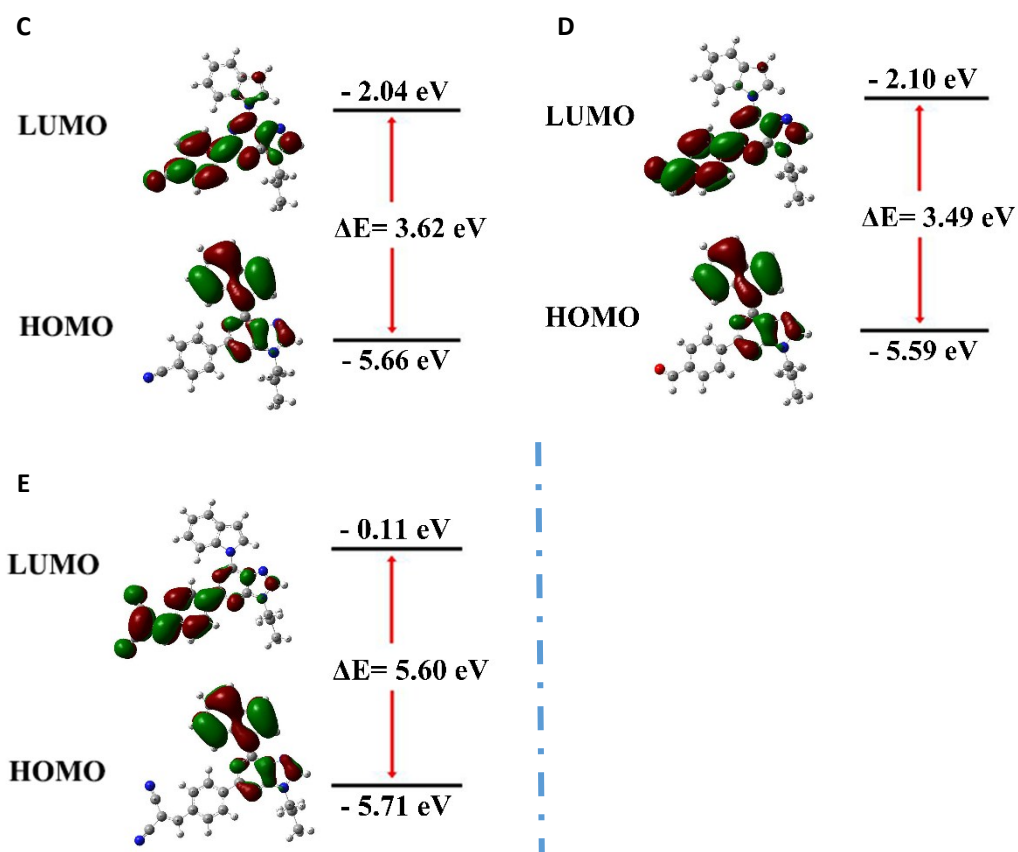 C
- 2.04 eV
LUMO
ΔE= 3.62 eV
HOMO
- 5.66 eV
D
- 2.10 eV
LUMO
ΔE= 3.49 eV
HOMO
- 5.59 eV
E
- 0.11 eV
LUMO
ΔE= 5.60 eV
HOMO
- 5.71 eV